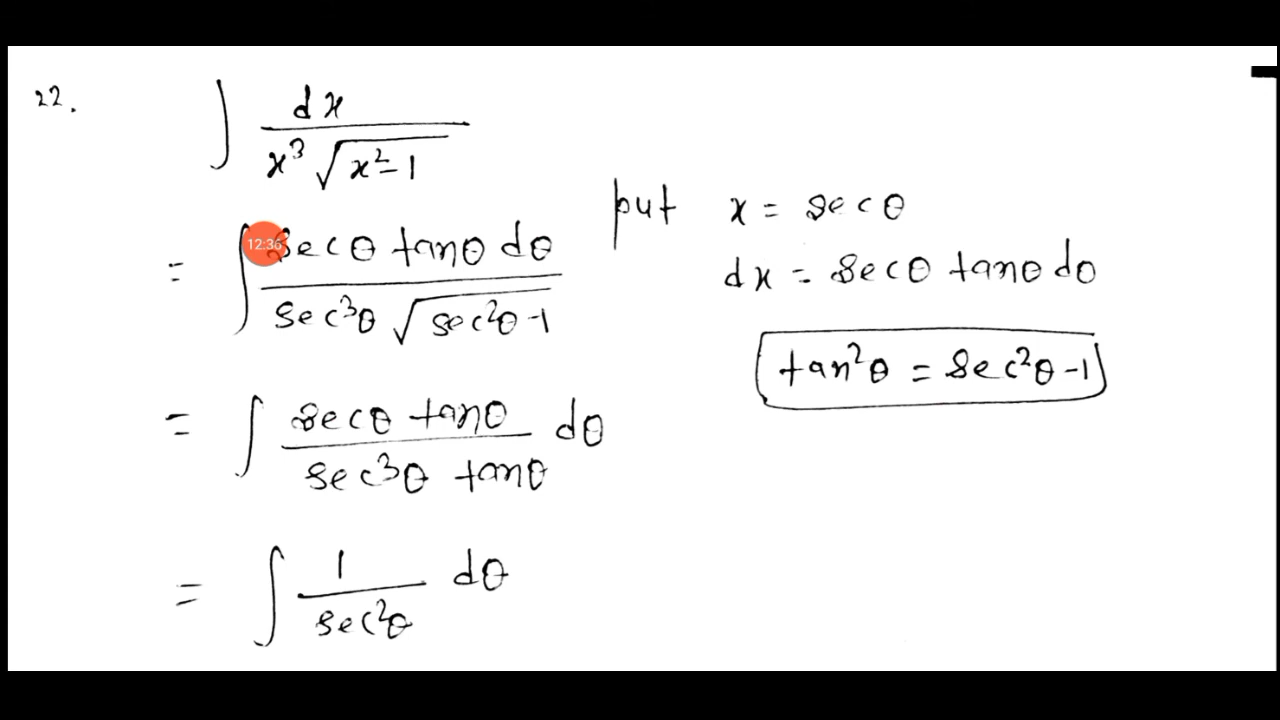 22. ∫ dx / x³ √(x²-1)
put x = secθ
= ∫ secθ tanθ dθ / sec³θ √(sec²θ-1)
12:36
dx = secθ tanθ dθ
tan²θ = sec²θ-1
= ∫ secθ tanθ / sec³θ tanθ dθ
= ∫ 1 / sec²θ dθ